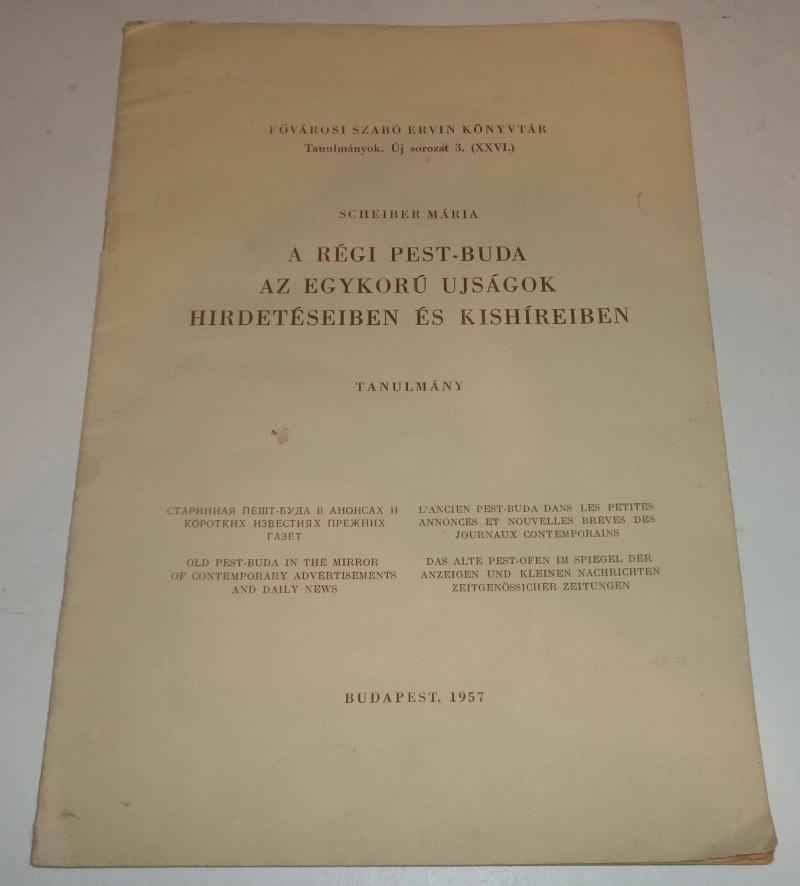 FŐVÁROSI SZABÓ ERVIN KÖNYVTÁR
Tanulmányok. Új sorozat 3. (XXVI.)
SCHEIBER MÁRIA
A RÉGI PEST-BUDA
AZ EGYKORÚ UJSÁGOK
HIRDETÉSEIBEN ÉS KISHÍREIBEN
TANULMÁNY
СТАРИНИАЯ ПЕШТ-БУДА В АНОНСАХ И
КОРОТКИХ ИЗВЕСТИЯХ ПРЕЖНИХ
ГАЗЕТ
L'ANCIEN PEST-BUDA DANS LES PETITES
ANNONCES ET NOUVELLES BRÈVES DES
JOURNAUX CONTEMPORAINS
OLD PEST-BUDA IN THE MIRROR
OF CONTEMPORARY ADVERTISEMENTS
AND DAILY NEWS
DAS ALTE PEST-OFEN IM SPIEGEL DER
ANZEIGEN UND KLEINEN NACHRICHTEN
ZEITGENÖSSICHER ZEITUNGEN
BUDAPEST, 1957